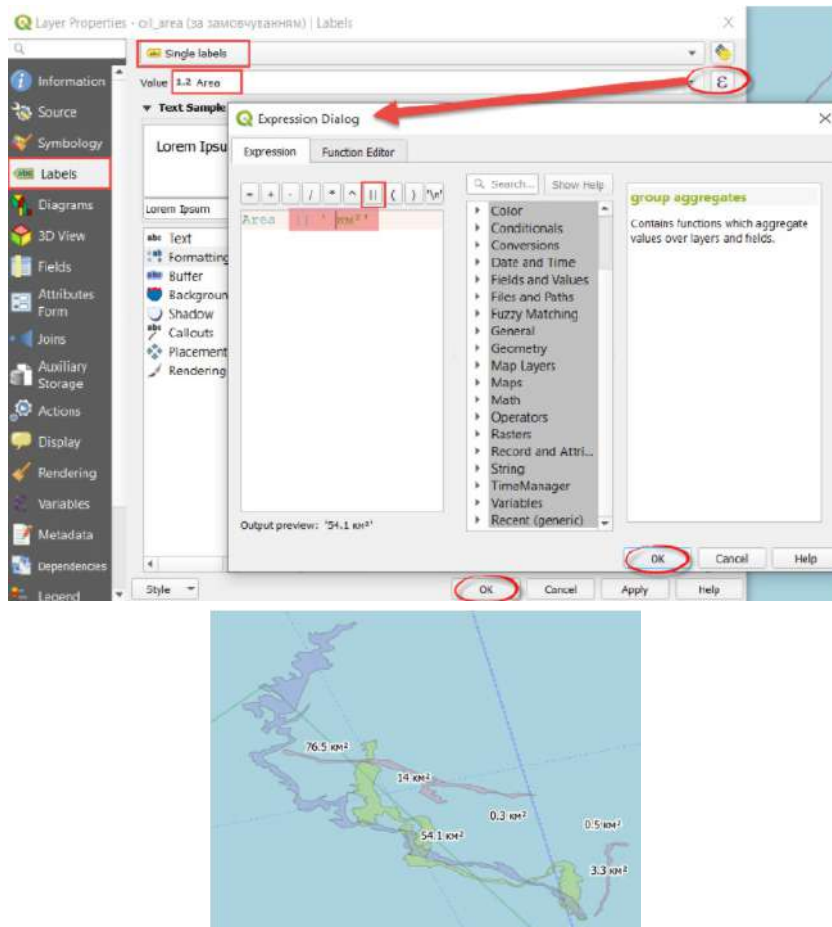 Layer Properties - oil_area (за замовчуванням) | Labels
Single labels
Information
Value 1.2 Area
ε
Source
Text Sample
Expression Dialog
Symbology
Lorem Ipsu
Expression Function Editor
Labels
= + - / * ^ || ( ) '\n'
Search... Show Help
group aggregates
Diagrams
Lorem Ipsum
Area || ' км²'
Color
Contains functions which aggregate
values over layers and fields.
Conditionals
3D View
abc Text
Conversions
Formatting
Date and Time
Fields
abc Buffer
Fields and Values
Attributes
Form
Backgroun
Files and Paths
Shadow
Fuzzy Matching
Joins
abc Callouts
General
Placement
Geometry
Auxiliary
Storage
Rendering
Map Layers
Maps
Actions
Math
Operators
Display
Rasters
Record and Attri...
Rendering
String
TimeManager
Variables
Variables
Output preview: '54.1 км²'
Recent (generic)
Metadata
OK Cancel Help
Dependencies
Legend
Style
OK Cancel Apply Help
76.5 км²
14 км²
0.3 км²
0.5 км²
54.1 км²
3.3 км²